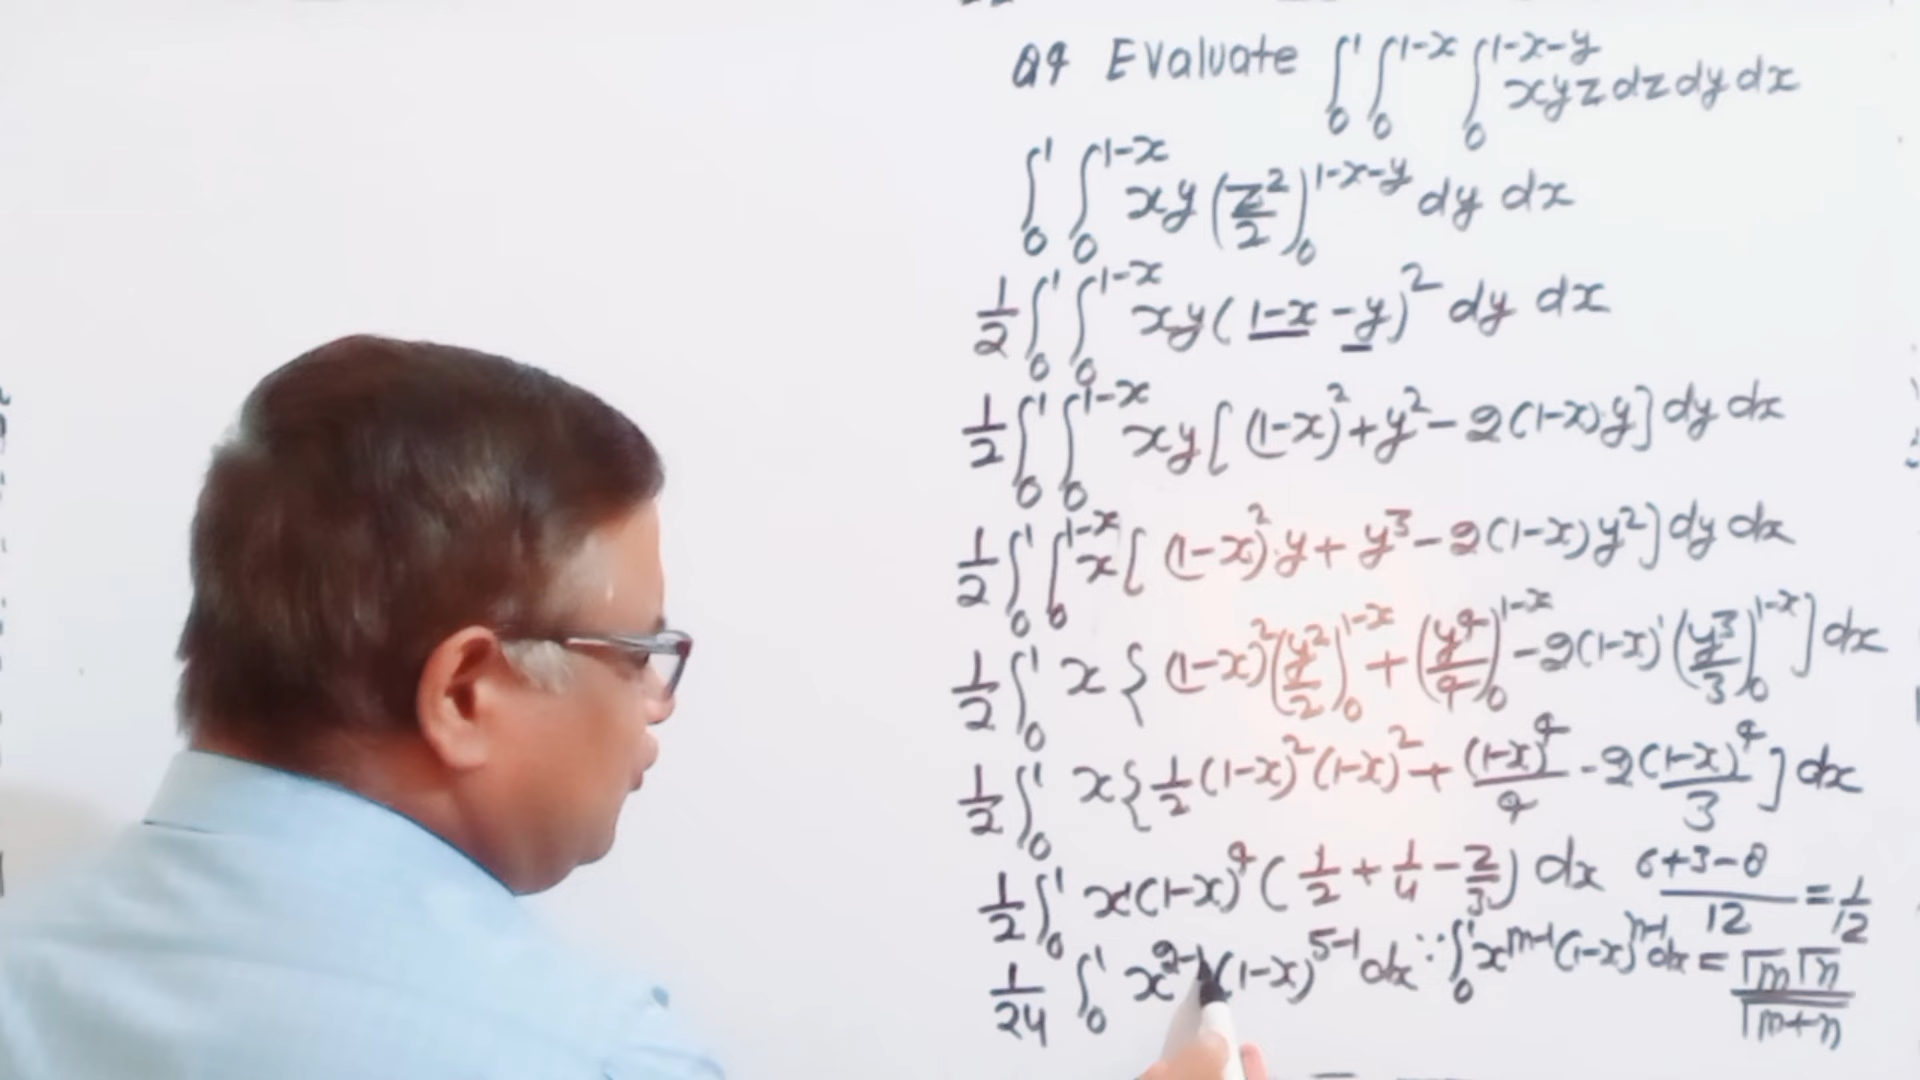 Q4 Evaluate ∫₀¹ ∫₀^(1-x) ∫₀^(1-x-y) xyz dz dy dx
∫₀¹ ∫₀^(1-x) xy (z²/2)₀^(1-x-y) dy dx
1/2 ∫₀¹ ∫₀^(1-x) xy (1-x-y)² dy dx
1/2 ∫₀¹ ∫₀^(1-x) xy [(1-x)² + y² - 2(1-x)y] dy dx
1/2 ∫₀¹ ∫₀^(1-x) x [(1-x)² · y + y³ - 2(1-x)y²] dy dx
1/2 ∫₀¹ x {(1-x)² (y²/2)₀^(1-x) + (y⁴/4)₀^(1-x) - 2(1-x)¹ (y³/3)₀^(1-x)] dx
1/2 ∫₀¹ x {1/2 (1-x)² (1-x)² + (1-x)⁴/4 - 2(1-x)⁴/3] dx
1/2 ∫₀¹ x¹(1-x)⁴ (1/2 + 1/4 - 2/3) dx (6+3-8)/12 = 1/12
1/24 ∫₀¹ x^(2-1) (1-x)^(5-1) dx ∵ ∫₀¹ x^(m-1) (1-x)^(n-1) dx = (Γm Γn)/Γ(m+n)